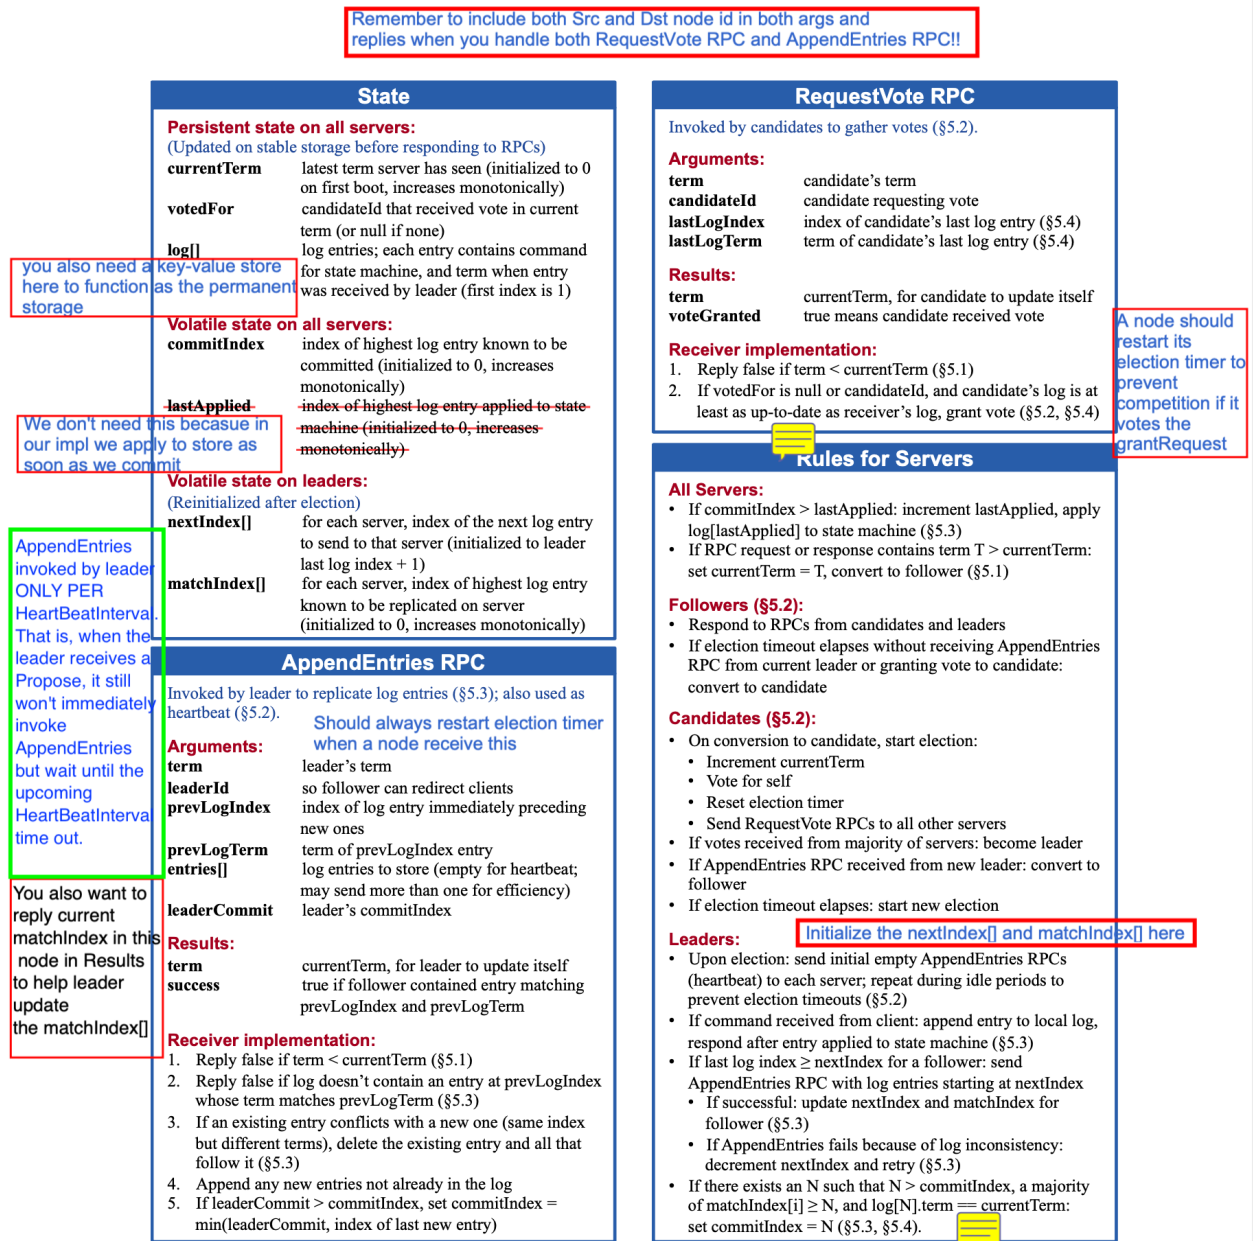 Remember to include both Src and Dst node id in both args and
replies when you handle both RequestVote RPC and AppendEntries RPC!!
State
Persistent state on all servers:
(Updated on stable storage before responding to RPCs)
currentTerm latest term server has seen (initialized to 0
on first boot, increases monotonically)
votedFor candidateId that received vote in current
term (or null if none)
log[] log entries; each entry contains command
for state machine, and term when entry
was received by leader (first index is 1)
you also need a key-value store
here to function as the permanent
storage
Volatile state on all servers:
commitIndex index of highest log entry known to be
committed (initialized to 0, increases
monotonically)
lastApplied index of highest log entry applied to state
machine (initialized to 0, increases
monotonically)
We don't need this becasue in
our impl we apply to store as
soon as we commit
Volatile state on leaders:
(Reinitialized after election)
nextIndex[] for each server, index of the next log entry
to send to that server (initialized to leader
last log index + 1)
matchIndex[] for each server, index of highest log entry
known to be replicated on server
(initialized to 0, increases monotonically)
AppendEntries
invoked by leader
ONLY PER
HeartBeatInterval.
That is, when the
leader receives a
Propose, it still
won't immediately
invoke
AppendEntries
but wait until the
upcoming
HeartBeatInterval
time out.
You also want to
reply current
matchIndex in this
node in Results
to help leader
update
the matchIndex[]
AppendEntries RPC
Invoked by leader to replicate log entries (§5.3); also used as
heartbeat (§5.2).
Should always restart election timer
when a node receive this
Arguments:
term leader's term
leaderId so follower can redirect clients
prevLogIndex index of log entry immediately preceding
new ones
prevLogTerm term of prevLogIndex entry
entries[] log entries to store (empty for heartbeat;
may send more than one for efficiency)
leaderCommit leader's commitIndex
Results:
term currentTerm, for leader to update itself
success true if follower contained entry matching
prevLogIndex and prevLogTerm
Receiver implementation:
1. Reply false if term < currentTerm (§5.1)
2. Reply false if log doesn't contain an entry at prevLogIndex
whose term matches prevLogTerm (§5.3)
3. If an existing entry conflicts with a new one (same index
but different terms), delete the existing entry and all that
follow it (§5.3)
4. Append any new entries not already in the log
5. If leaderCommit > commitIndex, set commitIndex =
min(leaderCommit, index of last new entry)
RequestVote RPC
Invoked by candidates to gather votes (§5.2).
Arguments:
term candidate's term
candidateId candidate requesting vote
lastLogIndex index of candidate's last log entry (§5.4)
lastLogTerm term of candidate's last log entry (§5.4)
Results:
term currentTerm, for candidate to update itself
voteGranted true means candidate received vote
Receiver implementation:
1. Reply false if term < currentTerm (§5.1)
2. If votedFor is null or candidateId, and candidate's log is at
least as up-to-date as receiver's log, grant vote (§5.2, §5.4)
A node should
restart its
election timer to
prevent
competition if it
votes the
grantRequest
Rules for Servers
All Servers:
• If commitIndex > lastApplied: increment lastApplied, apply
log[lastApplied] to state machine (§5.3)
• If RPC request or response contains term T > currentTerm:
set currentTerm = T, convert to follower (§5.1)
Followers (§5.2):
• Respond to RPCs from candidates and leaders
• If election timeout elapses without receiving AppendEntries
RPC from current leader or granting vote to candidate:
convert to candidate
Candidates (§5.2):
• On conversion to candidate, start election:
• Increment currentTerm
• Vote for self
• Reset election timer
• Send RequestVote RPCs to all other servers
• If votes received from majority of servers: become leader
• If AppendEntries RPC received from new leader: convert to
follower
• If election timeout elapses: start new election
Leaders:
Initialize the nextIndex[] and matchIndex[] here
• Upon election: send initial empty AppendEntries RPCs
(heartbeat) to each server; repeat during idle periods to
prevent election timeouts (§5.2)
• If command received from client: append entry to local log,
respond after entry applied to state machine (§5.3)
• If last log index ≥ nextIndex for a follower: send
AppendEntries RPC with log entries starting at nextIndex
• If successful: update nextIndex and matchIndex for
follower (§5.3)
• If AppendEntries fails because of log inconsistency:
decrement nextIndex and retry (§5.3)
• If there exists an N such that N > commitIndex, a majority
of matchIndex[i] ≥ N, and log[N].term == currentTerm:
set commitIndex = N (§5.3, §5.4).